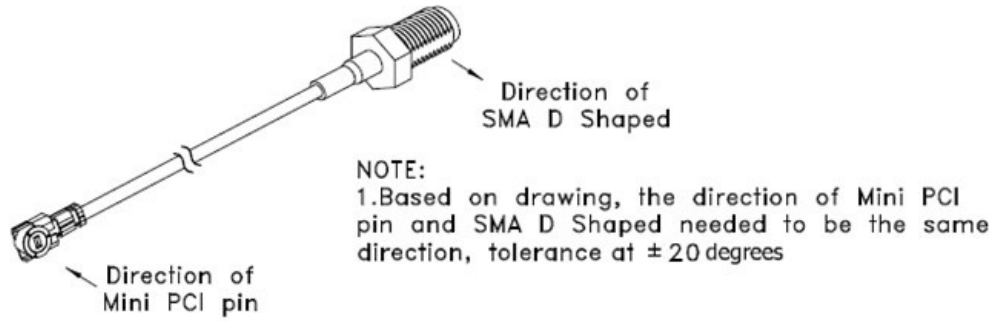 Direction of
SMA D Shaped
NOTE:
1.Based on drawing, the direction of Mini PCI
pin and SMA D Shaped needed to be the same
direction, tolerance at ± 20 degrees
Direction of
Mini PCI pin